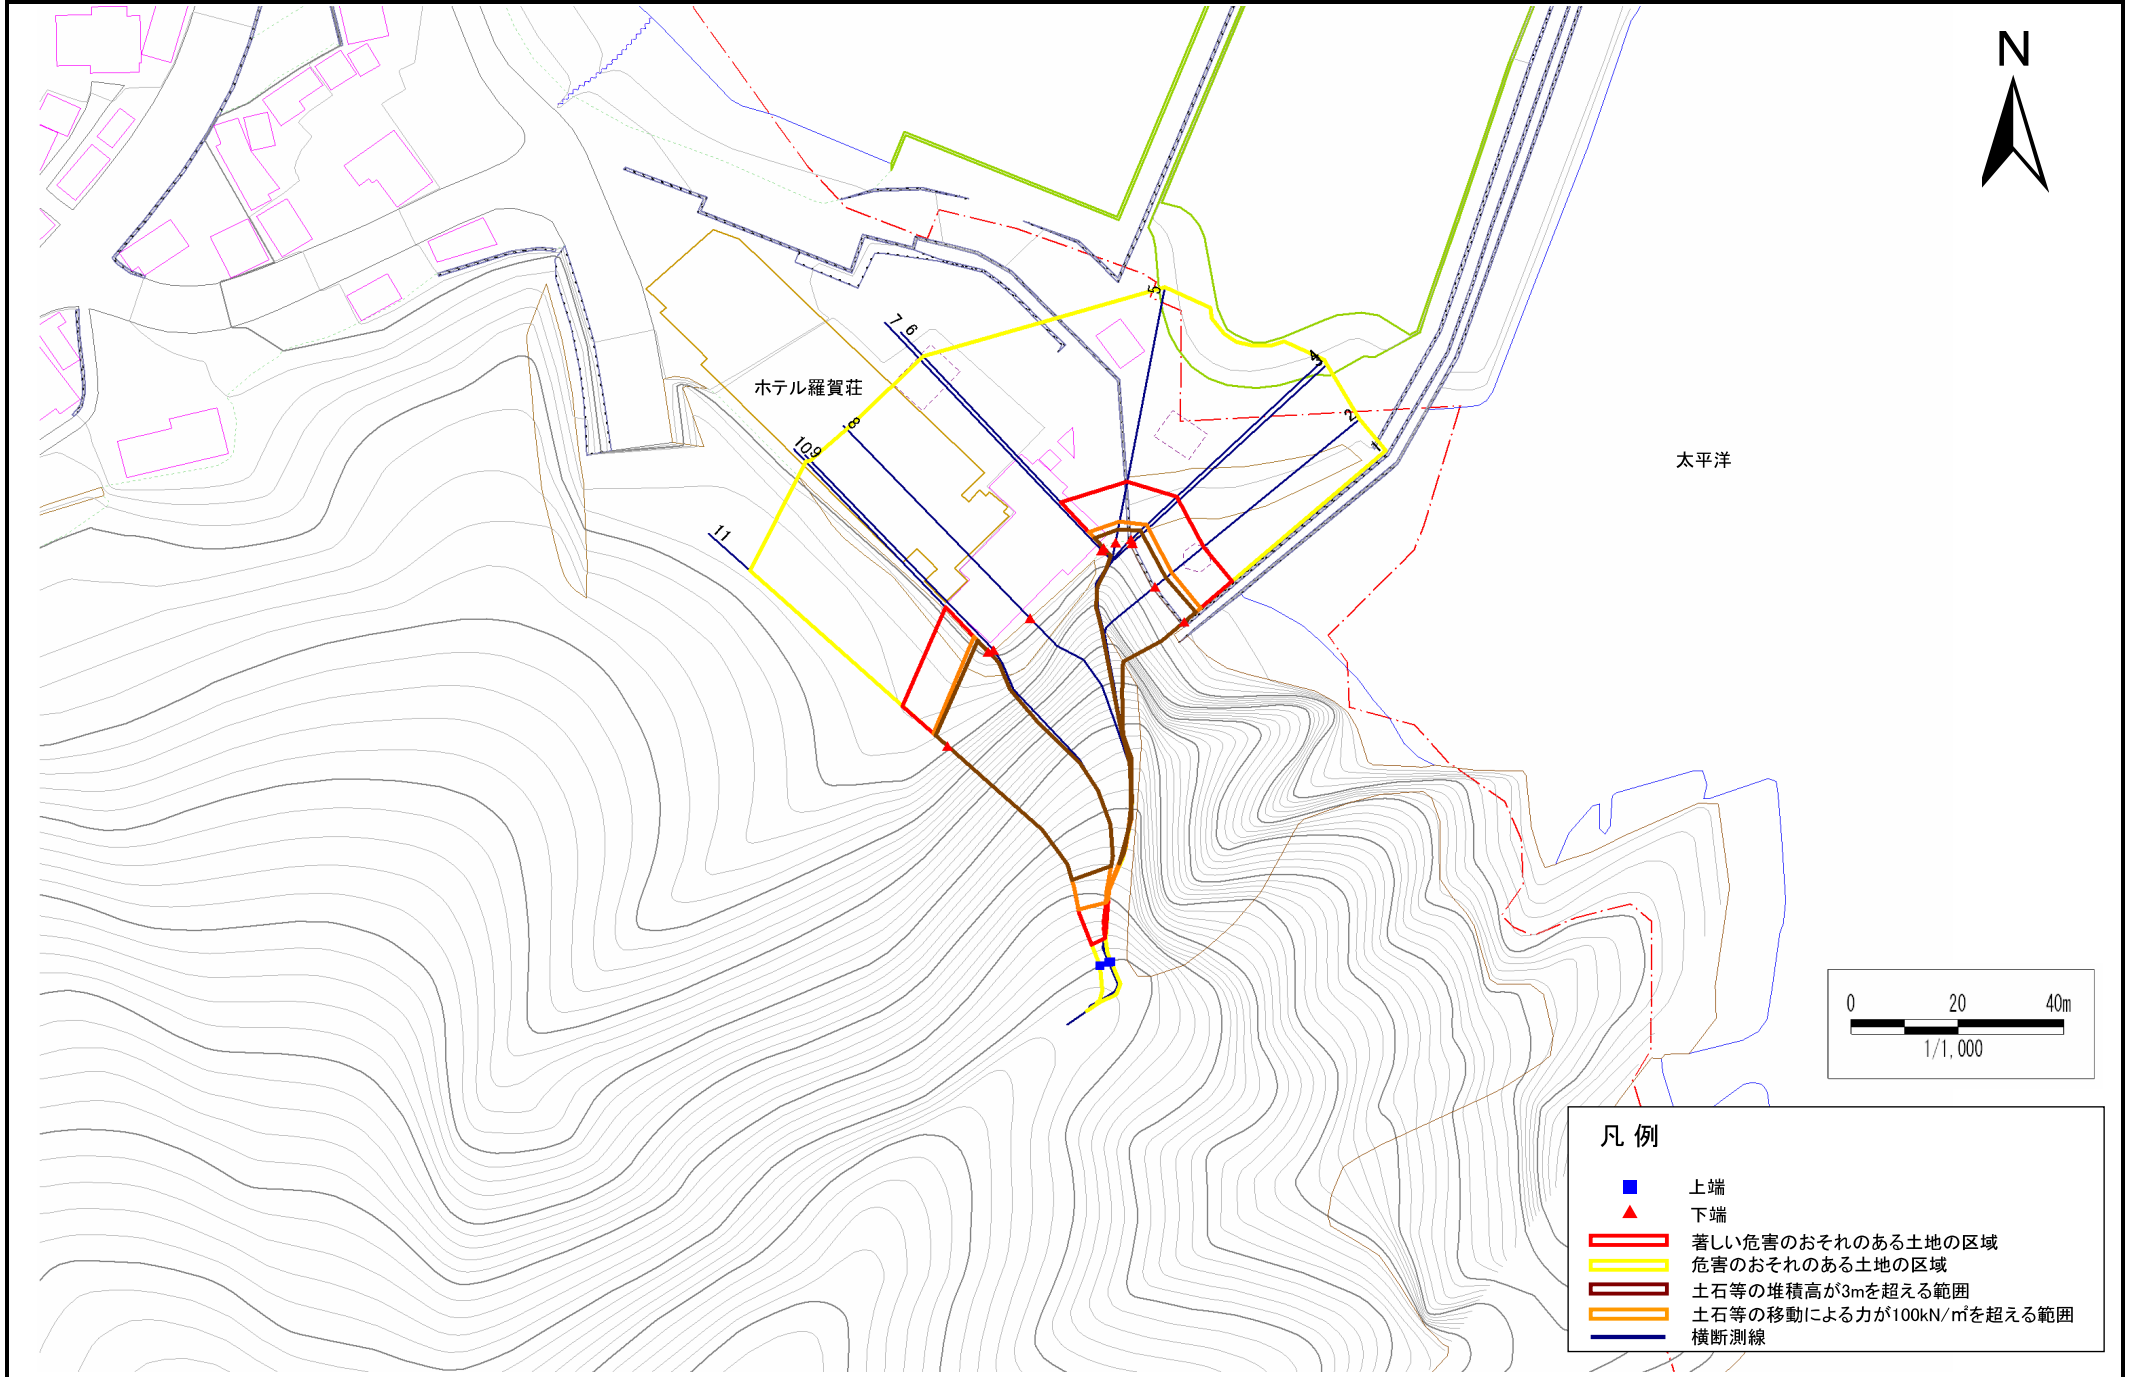 N
5
7
6
4
ホテル羅賀荘
8
2
10
9
1
太平洋
11
0 20 40m
1/1,000
凡 例
上端
下端
著しい危害のおそれのある土地の区域
危害のおそれのある土地の区域
土石等の堆積高が3mを超える範囲
土石等の移動による力が100kN/㎡を超える範囲
横断測線